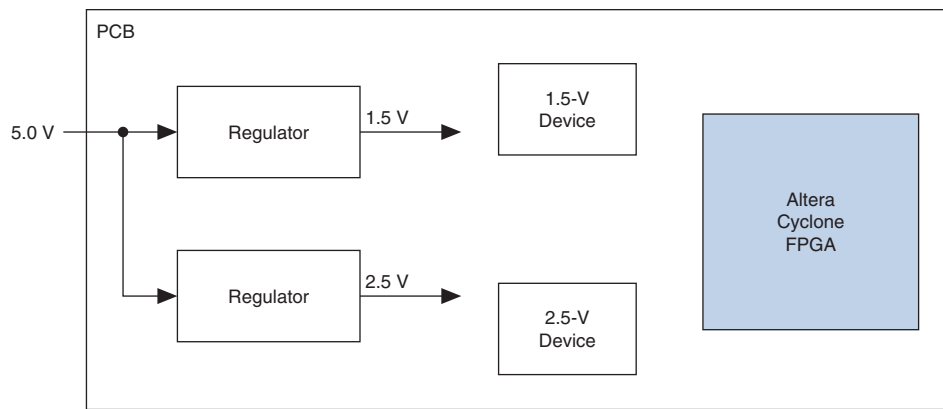 PCB
5.0 V
Regulator
1.5 V
1.5-V
Device
Altera
Cyclone
FPGA
Regulator
2.5 V
2.5-V
Device